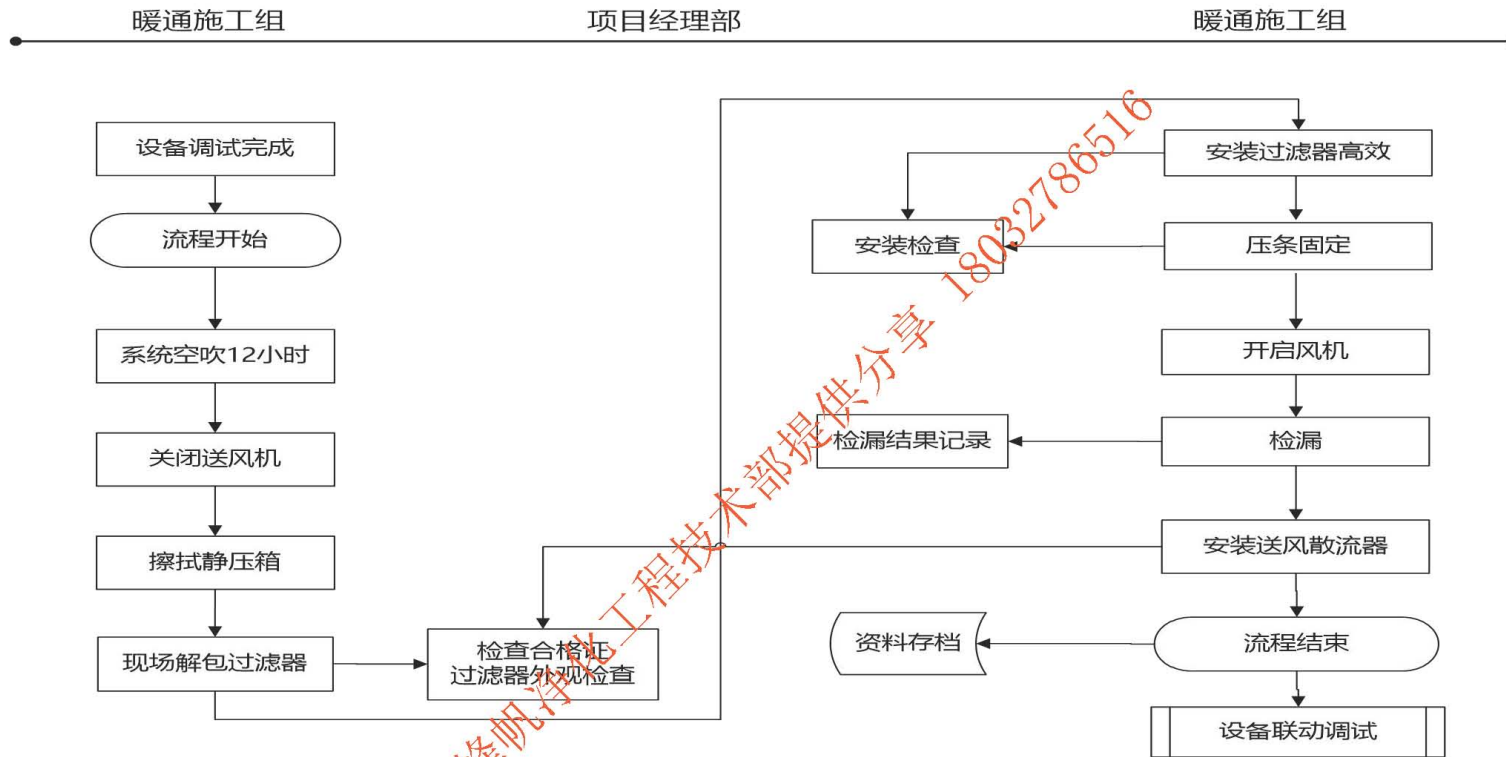 暖通施工组
项目经理部
暖通施工组
设备调试完成
流程开始
系统空吹12小时
关闭送风机
擦拭静压箱
现场解包过滤器
检查合格证
过滤器外观检查
安装过滤器高效
安装检查
压条固定
开启风机
检漏结果记录
检漏
安装送风散流器
资料存档
流程结束
设备联动调试
帆净化工程技术部提供分享 18032786516